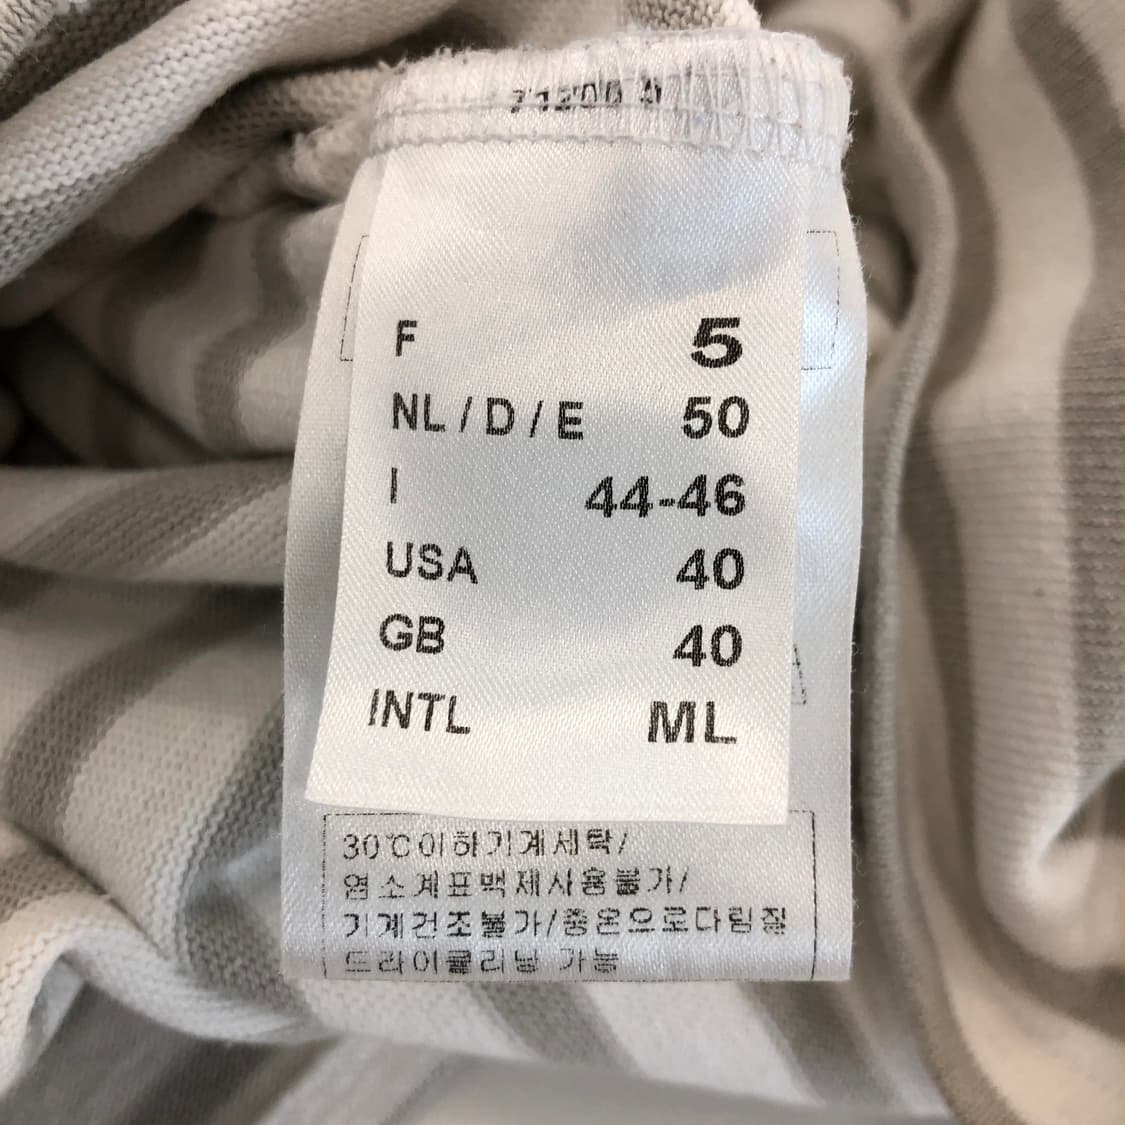 F 5
NL / D / E 50
I 44-46
USA 40
GB 40
INTL ML
30℃이하기계세탁/
염소계표백제사용불가/
기계건조불가/중온으로다림질
드라이클리닝 가능